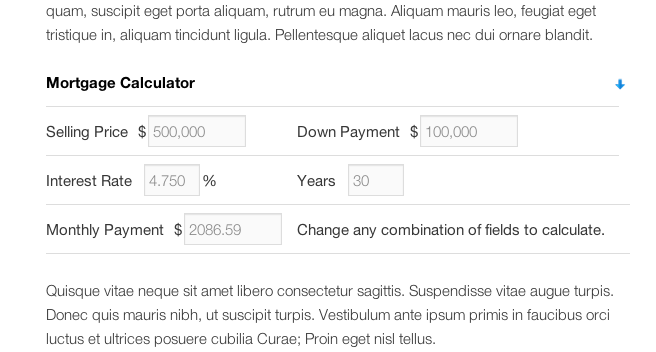 quam, suscipit eget porta aliquam, rutrum eu magna. Aliquam mauris leo, feugiat eget
tristique in, aliquam tincidunt ligula. Pellentesque aliquet lacus nec dui ornare blandit.
Mortgage Calculator
Selling Price $ 500,000 Down Payment $ 100,000
Interest Rate 4.750 % Years 30
Monthly Payment $ 2086.59 Change any combination of fields to calculate.
Quisque vitae neque sit amet libero consectetur sagittis. Suspendisse vitae augue turpis.
Donec quis mauris nibh, ut suscipit turpis. Vestibulum ante ipsum primis in faucibus orci
luctus et ultrices posuere cubilia Curae; Proin eget nisl tellus.